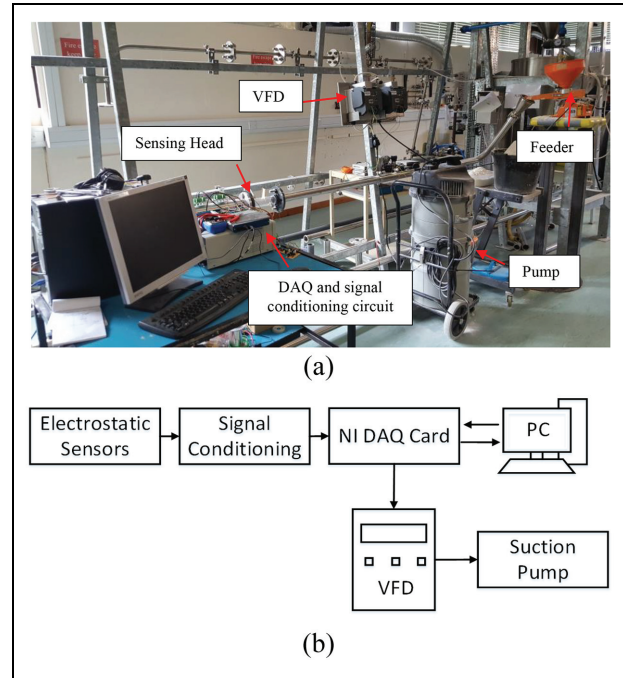 VFD
Sensing Head
Feeder
Pump
DAQ and signal
conditioning circuit
(a)
Electrostatic
Sensors
Signal
Conditioning
NI DAQ Card
PC
VFD
Suction
Pump
(b)